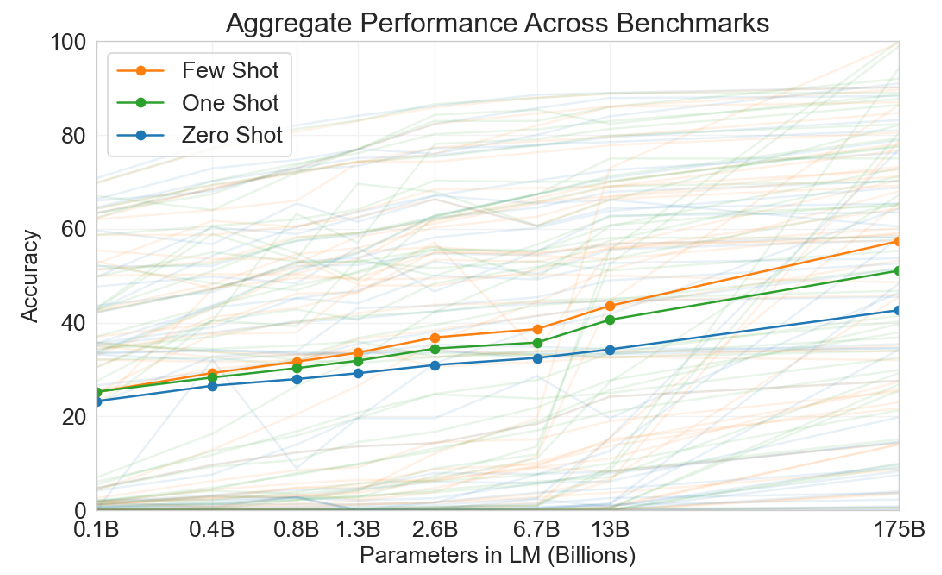 Aggregate Performance Across Benchmarks
100
80
60
40
20
0
Accuracy
Few Shot
One Shot
Zero Shot
0.1B 0.4B 0.8B 1.3B 2.6B 6.7B 13B 175B
Parameters in LM (Billions)